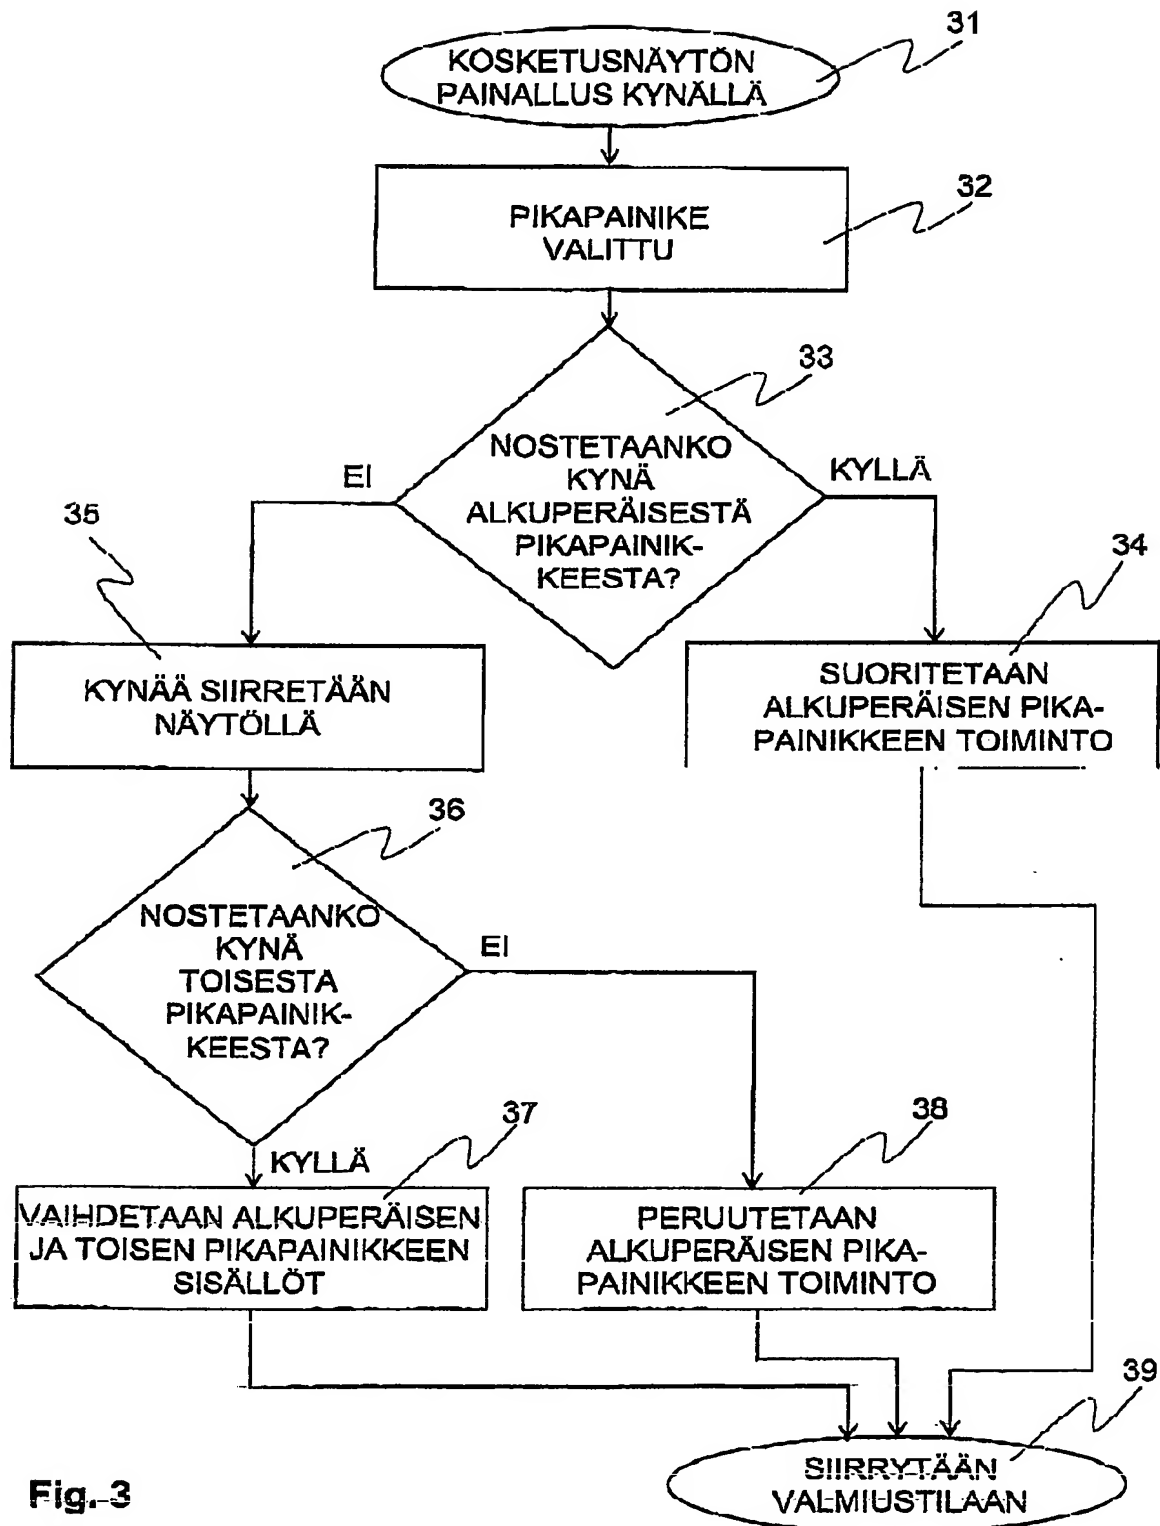 31
KOSKETUSNÄYTÖN
PAINALLUS KYNÄLLÄ
32
PIKAPAINIKE
VALITTU
33
NOSTETAANKO
KYNÄ
ALKUPERÄISESTÄ
PIKAPAINIK-
KEESTA?
EI
KYLLÄ
35
34
KYNÄÄ SIIRRETÄÄN
NÄYTÖLLÄ
SUORITETAAN
ALKUPERÄISEN PIKA-
PAINIKKEEN TOIMINTO
36
NOSTETAANKO
KYNÄ
TOISESTA
PIKAPAINIK-
KEESTA?
EI
KYLLÄ
37
38
VAIHDETAAN ALKUPERÄISEN
JA TOISEN PIKAPAINIKKEEN
SISÄLLÖT
PERUUTETAAN
ALKUPERÄISEN PIKA-
PAINIKKEEN TOIMINTO
39
SIIRRYTÄÄN
VALMIUSTILAAN
Fig. 3